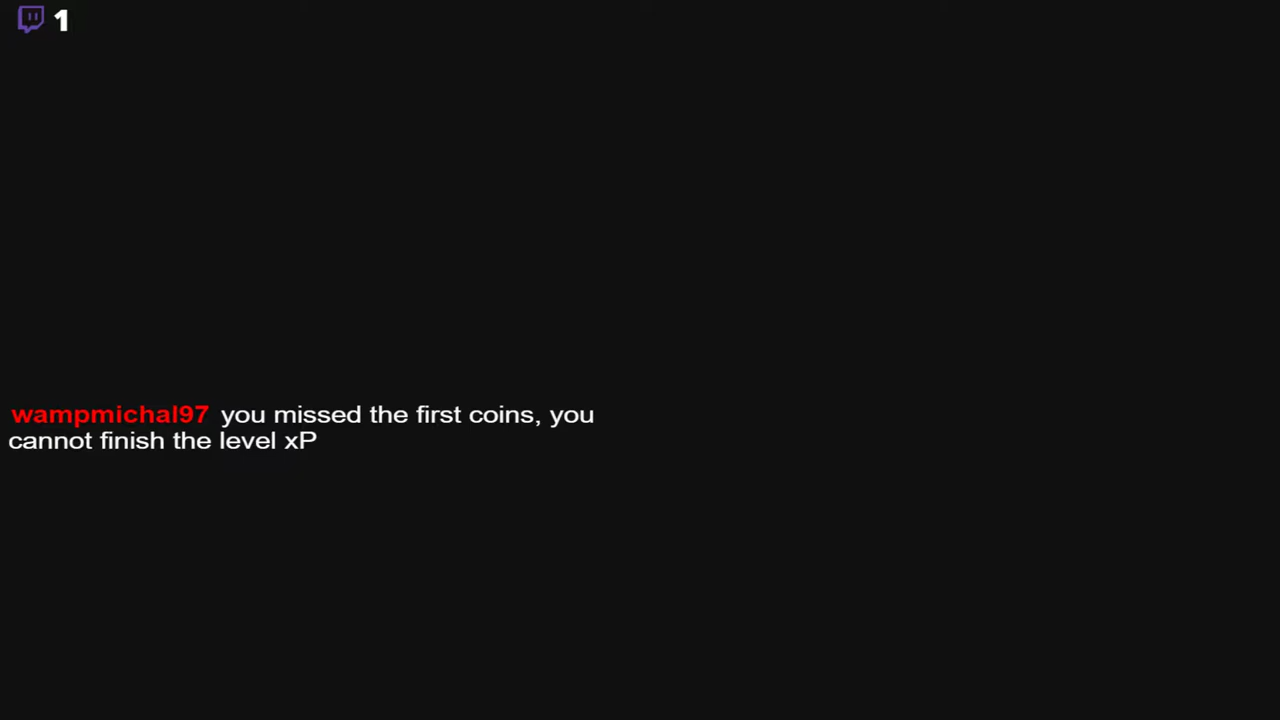 1
wampmichal97 you missed the first coins, you
cannot finish the level xP